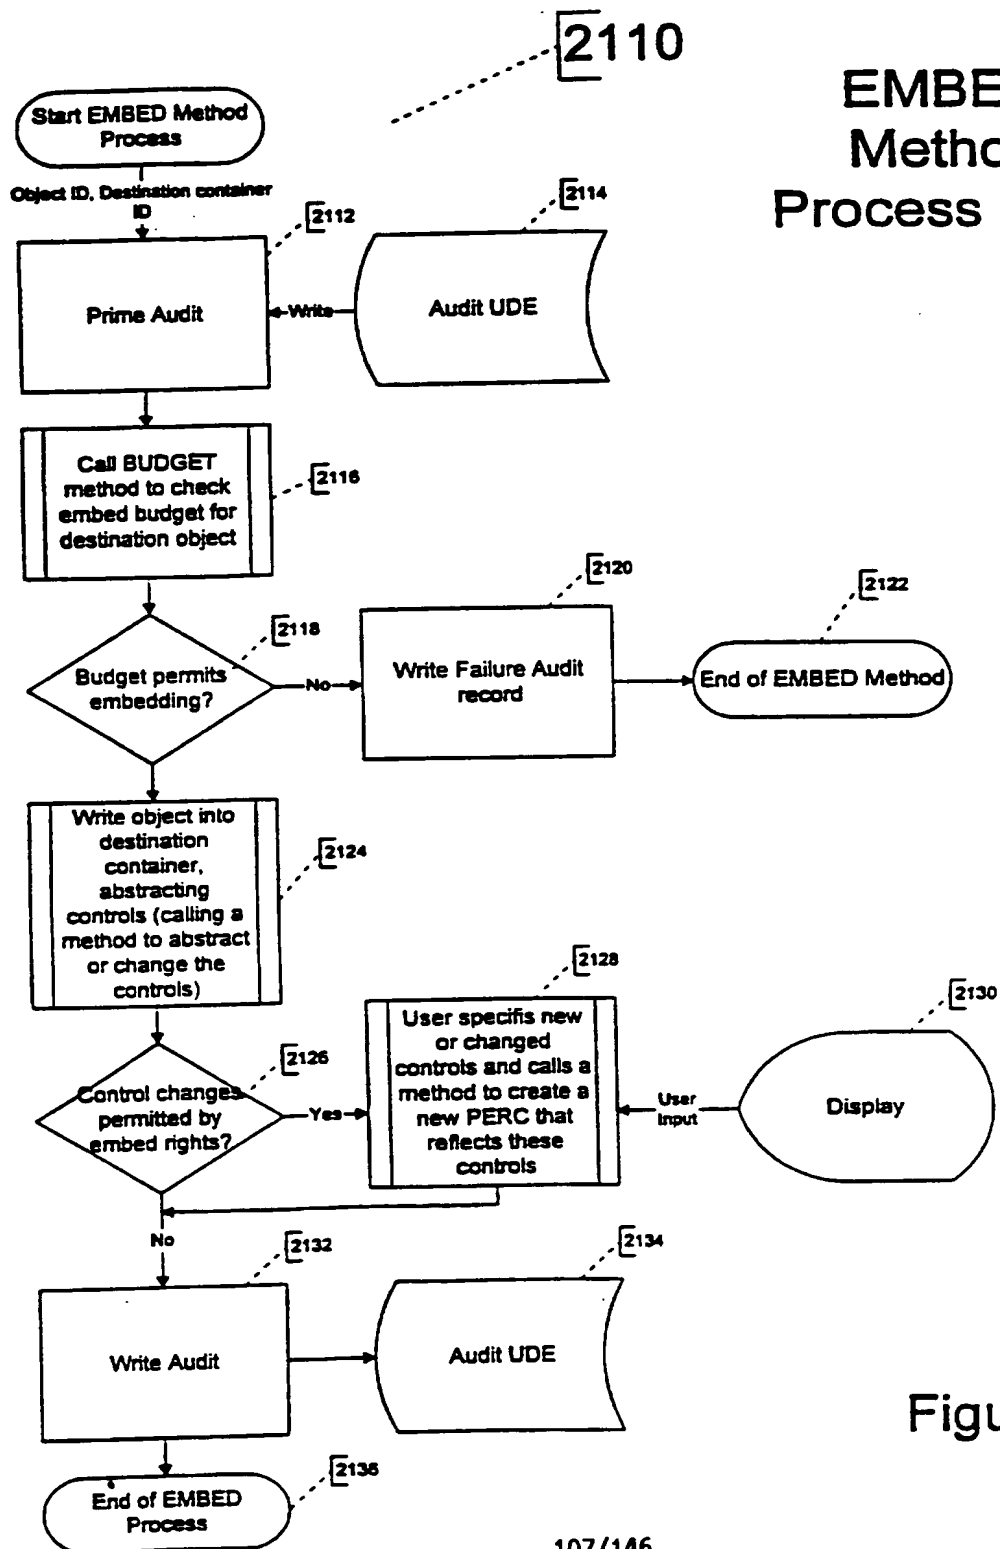 2110
EMBE
Metho
Process
Start EMBED Method
Process
Object ID, Destination container
ID
2112
2114
Prime Audit
Write
Audit UDE
Call BUDGET
method to check
embed budget for
destination object
2116
2118
2120
2122
Budget permits
embedding?
No
Write Failure Audit
record
End of EMBED Method
Write object into
destination
container,
abstracting
controls (calling a
method to abstract
or change the
controls)
2124
2126
2128
2130
Control changes
permitted by
embed rights?
Yes
User specifis new
or changed
controls and calls a
method to create a
new PERC that
reflects these
controls
User
Input
Display
No
2132
2134
Write Audit
Audit UDE
Figu
2136
End of EMBED
Process
107/146